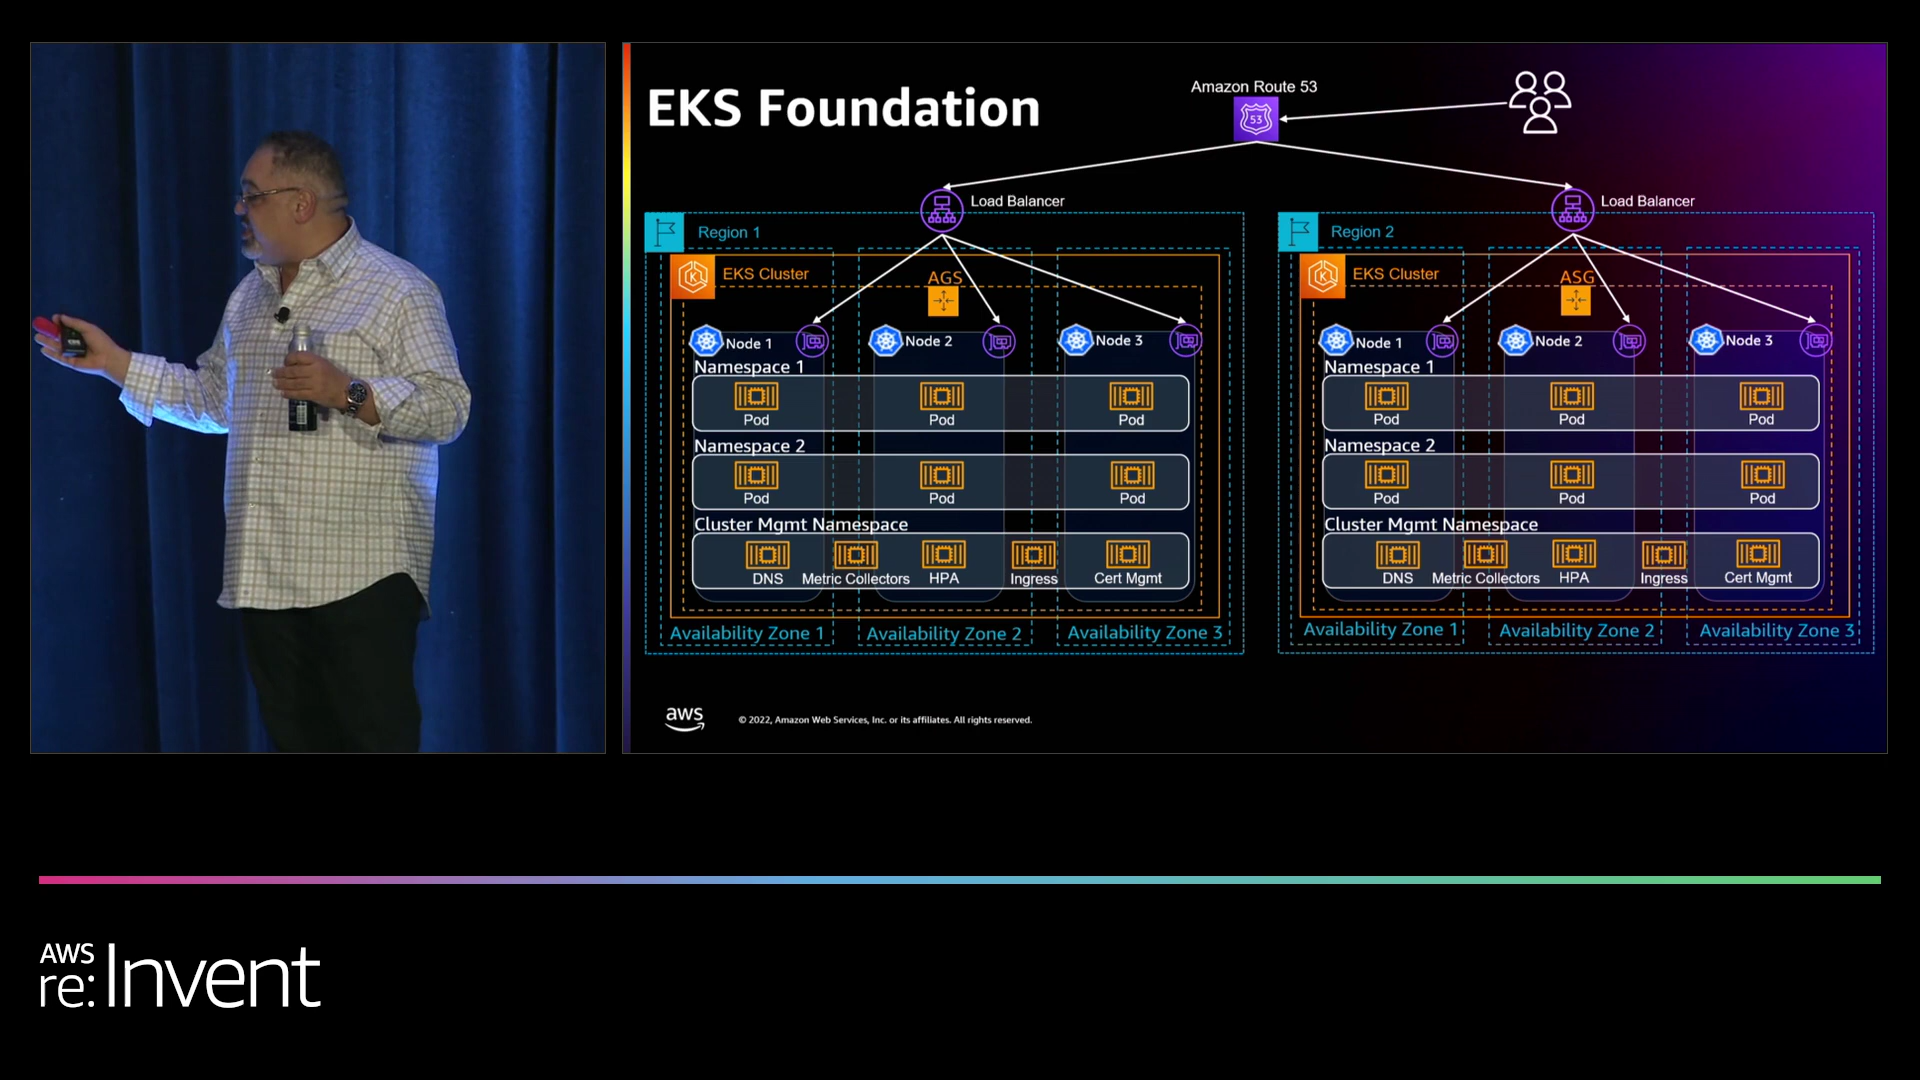 EKS Foundation
Amazon Route 53
53
Load Balancer
Region 1
EKS Cluster
AGS
Node 1
Node 2
Node 3
Namespace 1
Pod
Pod
Pod
Namespace 2
Pod
Pod
Pod
Cluster Mgmt Namespace
DNS
Metric Collectors
HPA
Ingress
Cert Mgmt
Availability Zone 1
Availability Zone 2
Availability Zone 3
Load Balancer
Region 2
EKS Cluster
ASG
Node 1
Node 2
Node 3
Namespace 1
Pod
Pod
Pod
Namespace 2
Pod
Pod
Pod
Cluster Mgmt Namespace
DNS
Metric Collectors
HPA
Ingress
Cert Mgmt
Availability Zone 1
Availability Zone 2
Availability Zone 3
aws
© 2022, Amazon Web Services, Inc. or its affiliates. All rights reserved.
AWS
re:Invent